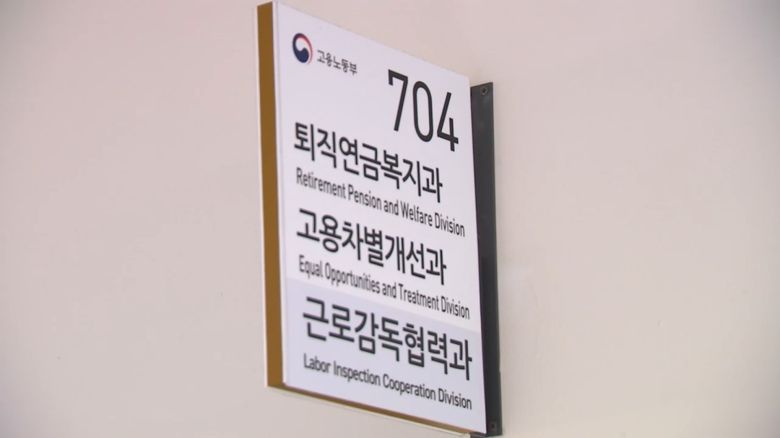 고용노동부
704
퇴직연금복지과
Retirement Pension and Welfare Division
고용차별개선과
Equal Opportunities and Treatment Division
근로감독협력과
Labor Inspection Cooperation Division